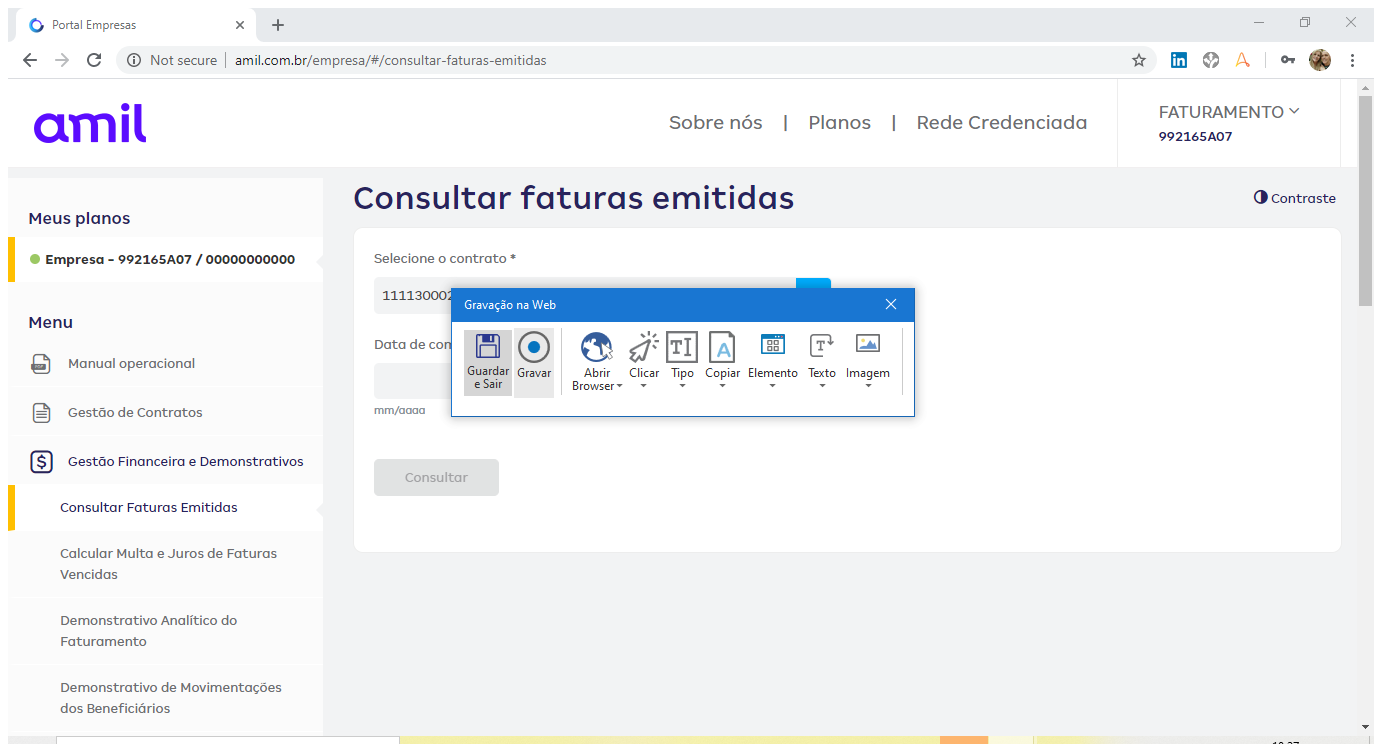 Portal Empresas
Not secure
amil.com.br/empresa/#/consultar-faturas-emitidas
amil
Sobre nós | Planos | Rede Credenciada
FATURAMENTO
992165A07
Meus planos
Empresa - 992165A07 / 00000000000
Menu
Manual operacional
Gestão de Contratos
Gestão Financeira e Demonstrativos
Consultar Faturas Emitidas
Calcular Multa e Juros de Faturas
Vencidas
Demonstrativo Analítico do
Faturamento
Demonstrativo de Movimentações
dos Beneficiários
Consultar faturas emitidas
Contraste
Selecione o contrato *
111130002
Data de com
mm/aaaa
Consultar
Gravação na Web
Guardar
e Sair
Gravar
Abrir
Browser
Clicar
Tipo
Copiar
Elemento
Texto
Imagem